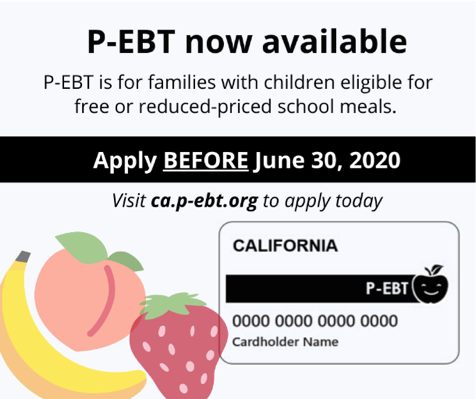 P-EBT now available
P-EBT is for families with children eligible for
free or reduced-priced school meals.
Apply BEFORE June 30, 2020
Visit ca.p-ebt.org to apply today
CALIFORNIA
P-EBT
0000 0000 0000 0000
Cardholder Name